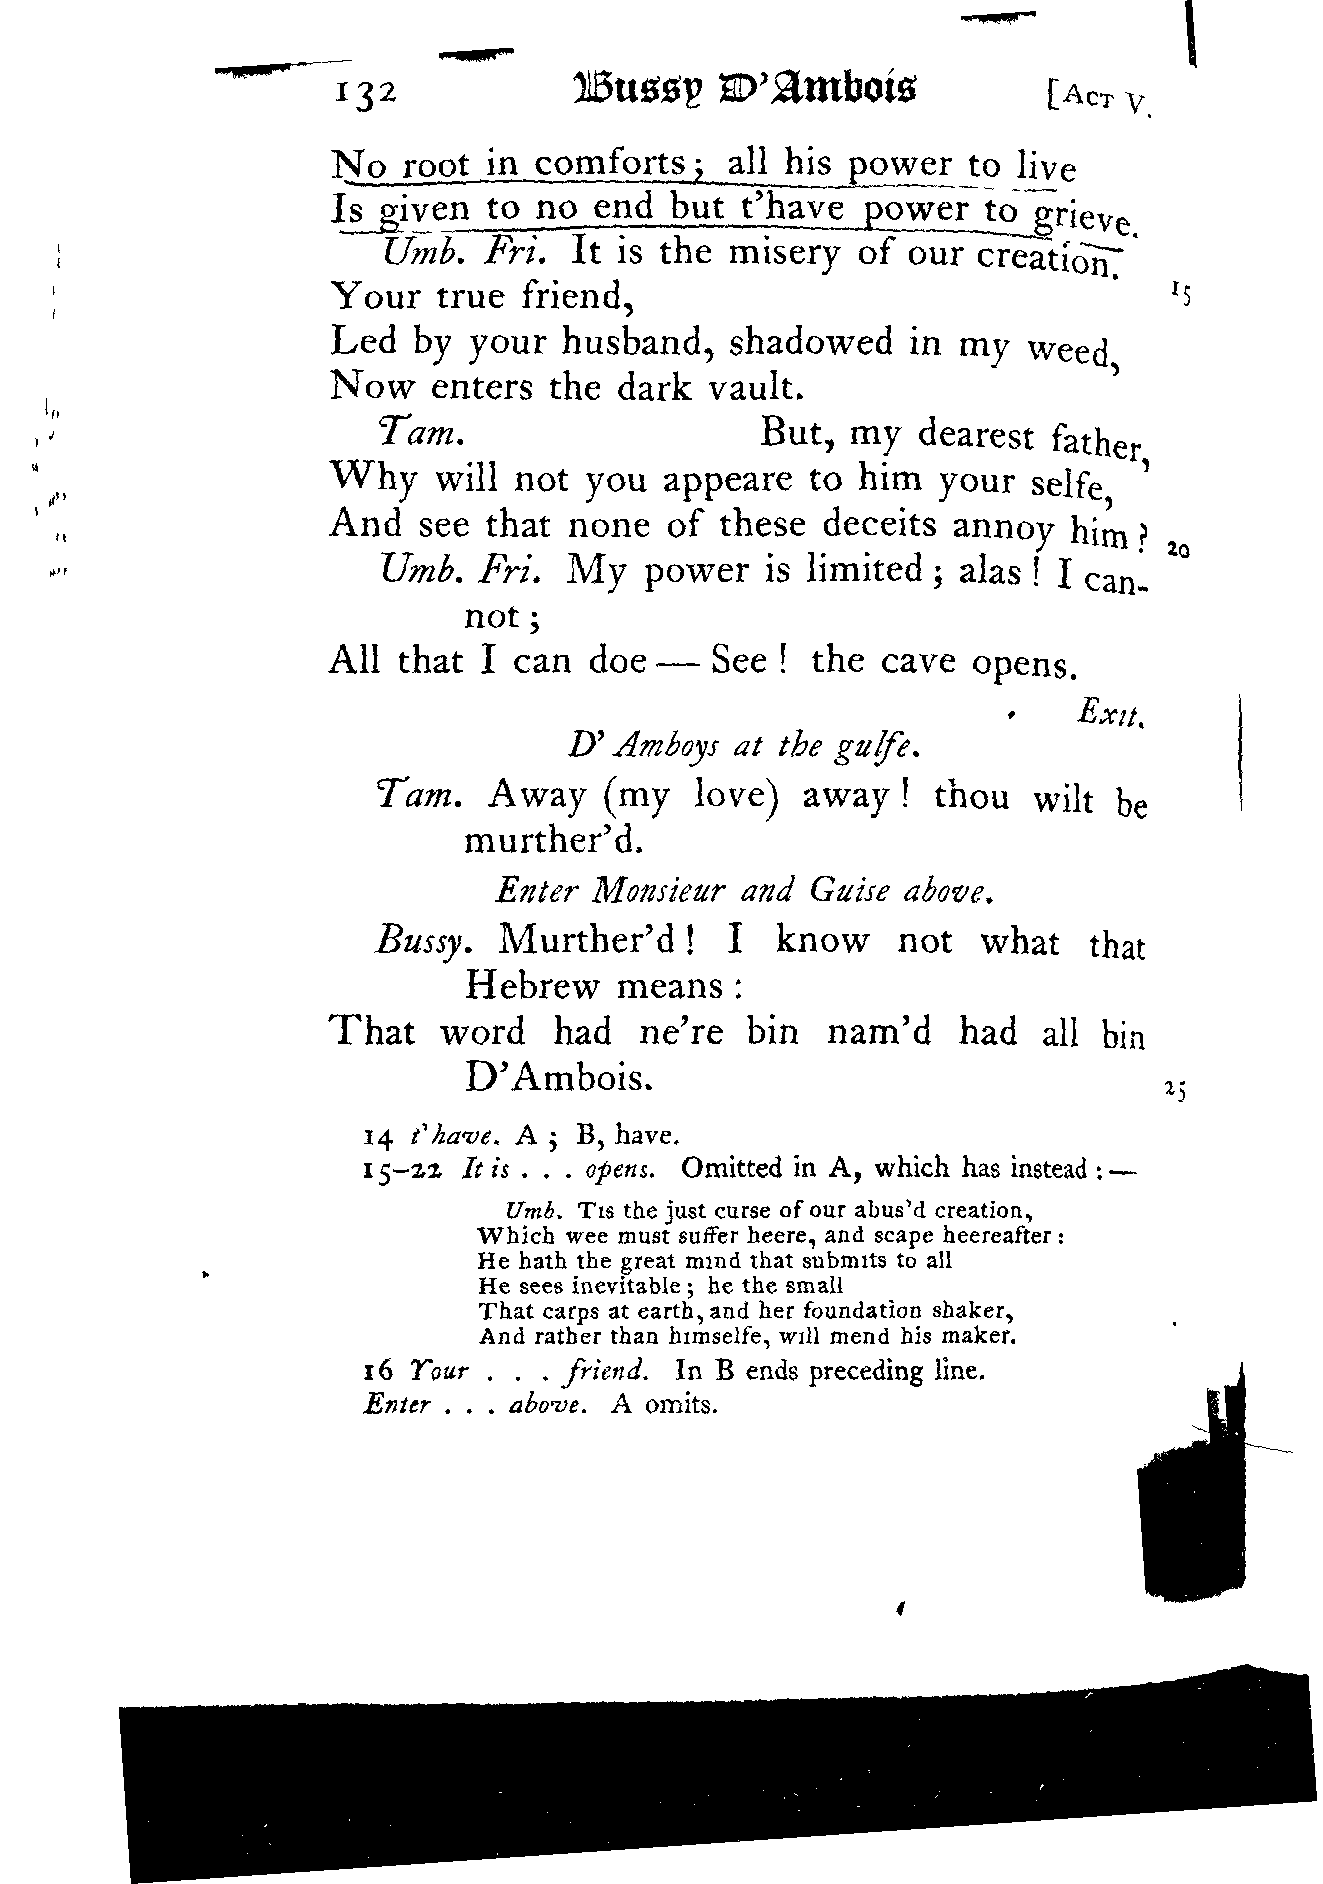 132 Bussy D'Ambois [ACT V.
No root in comforts; all his power to live
Is given to no end but t'have power to grieve.
Umb. Fri. It is the misery of our creation.
Your true friend, 15
Led by your husband, shadowed in my weed,
Now enters the dark vault.
Tam. But, my dearest father,
Why will not you appeare to him your selfe,
And see that none of these deceits annoy him? 20
Umb. Fri. My power is limited; alas! I can-
not;
All that I can doe — See! the cave opens.
Exit.
D'Amboys at the gulfe.
Tam. Away (my love) away! thou wilt be
murther'd.
Enter Monsieur and Guise above.
Bussy. Murther'd! I know not what that
Hebrew means:
That word had ne're bin nam'd had all bin
D'Ambois. 25
14 t'have. A; B, have.
15-22 It is . . . opens. Omitted in A, which has instead:—
Umb. Tis the just curse of our abus'd creation,
Which wee must suffer heere, and scape heereafter:
He hath the great mind that submits to all
He sees inevitable; he the small
That carps at earth, and her foundation shaker,
And rather than himselfe, will mend his maker.
16 Your . . . friend. In B ends preceding line.
Enter . . . above. A omits.